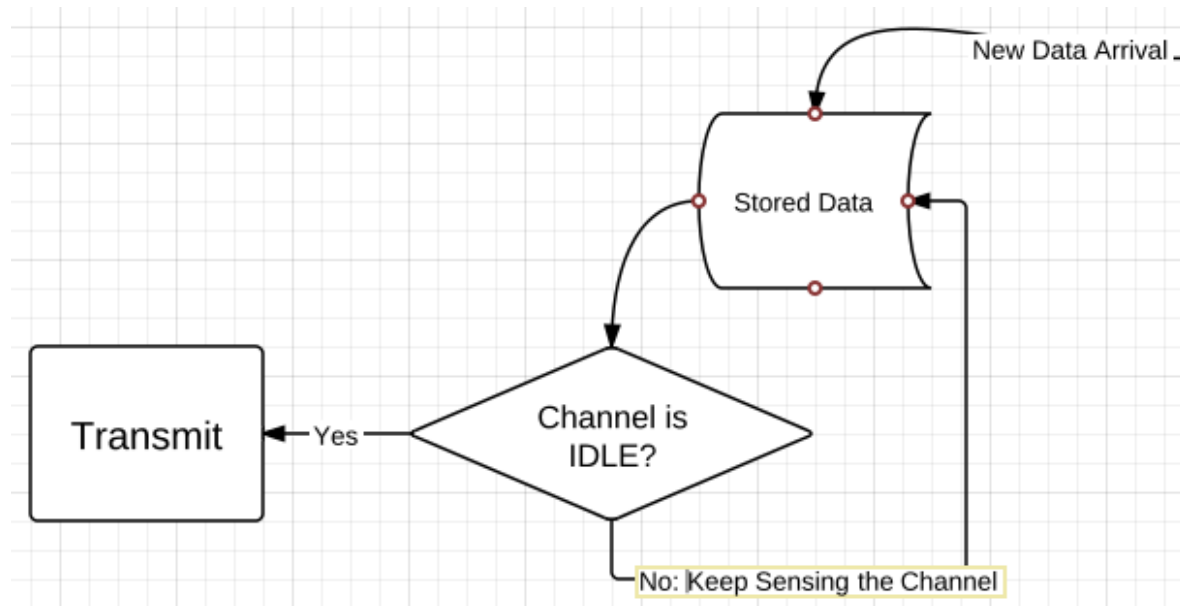 New Data Arrival
Stored Data
Channel is
IDLE?
Yes
Transmit
No: Keep Sensing the Channel